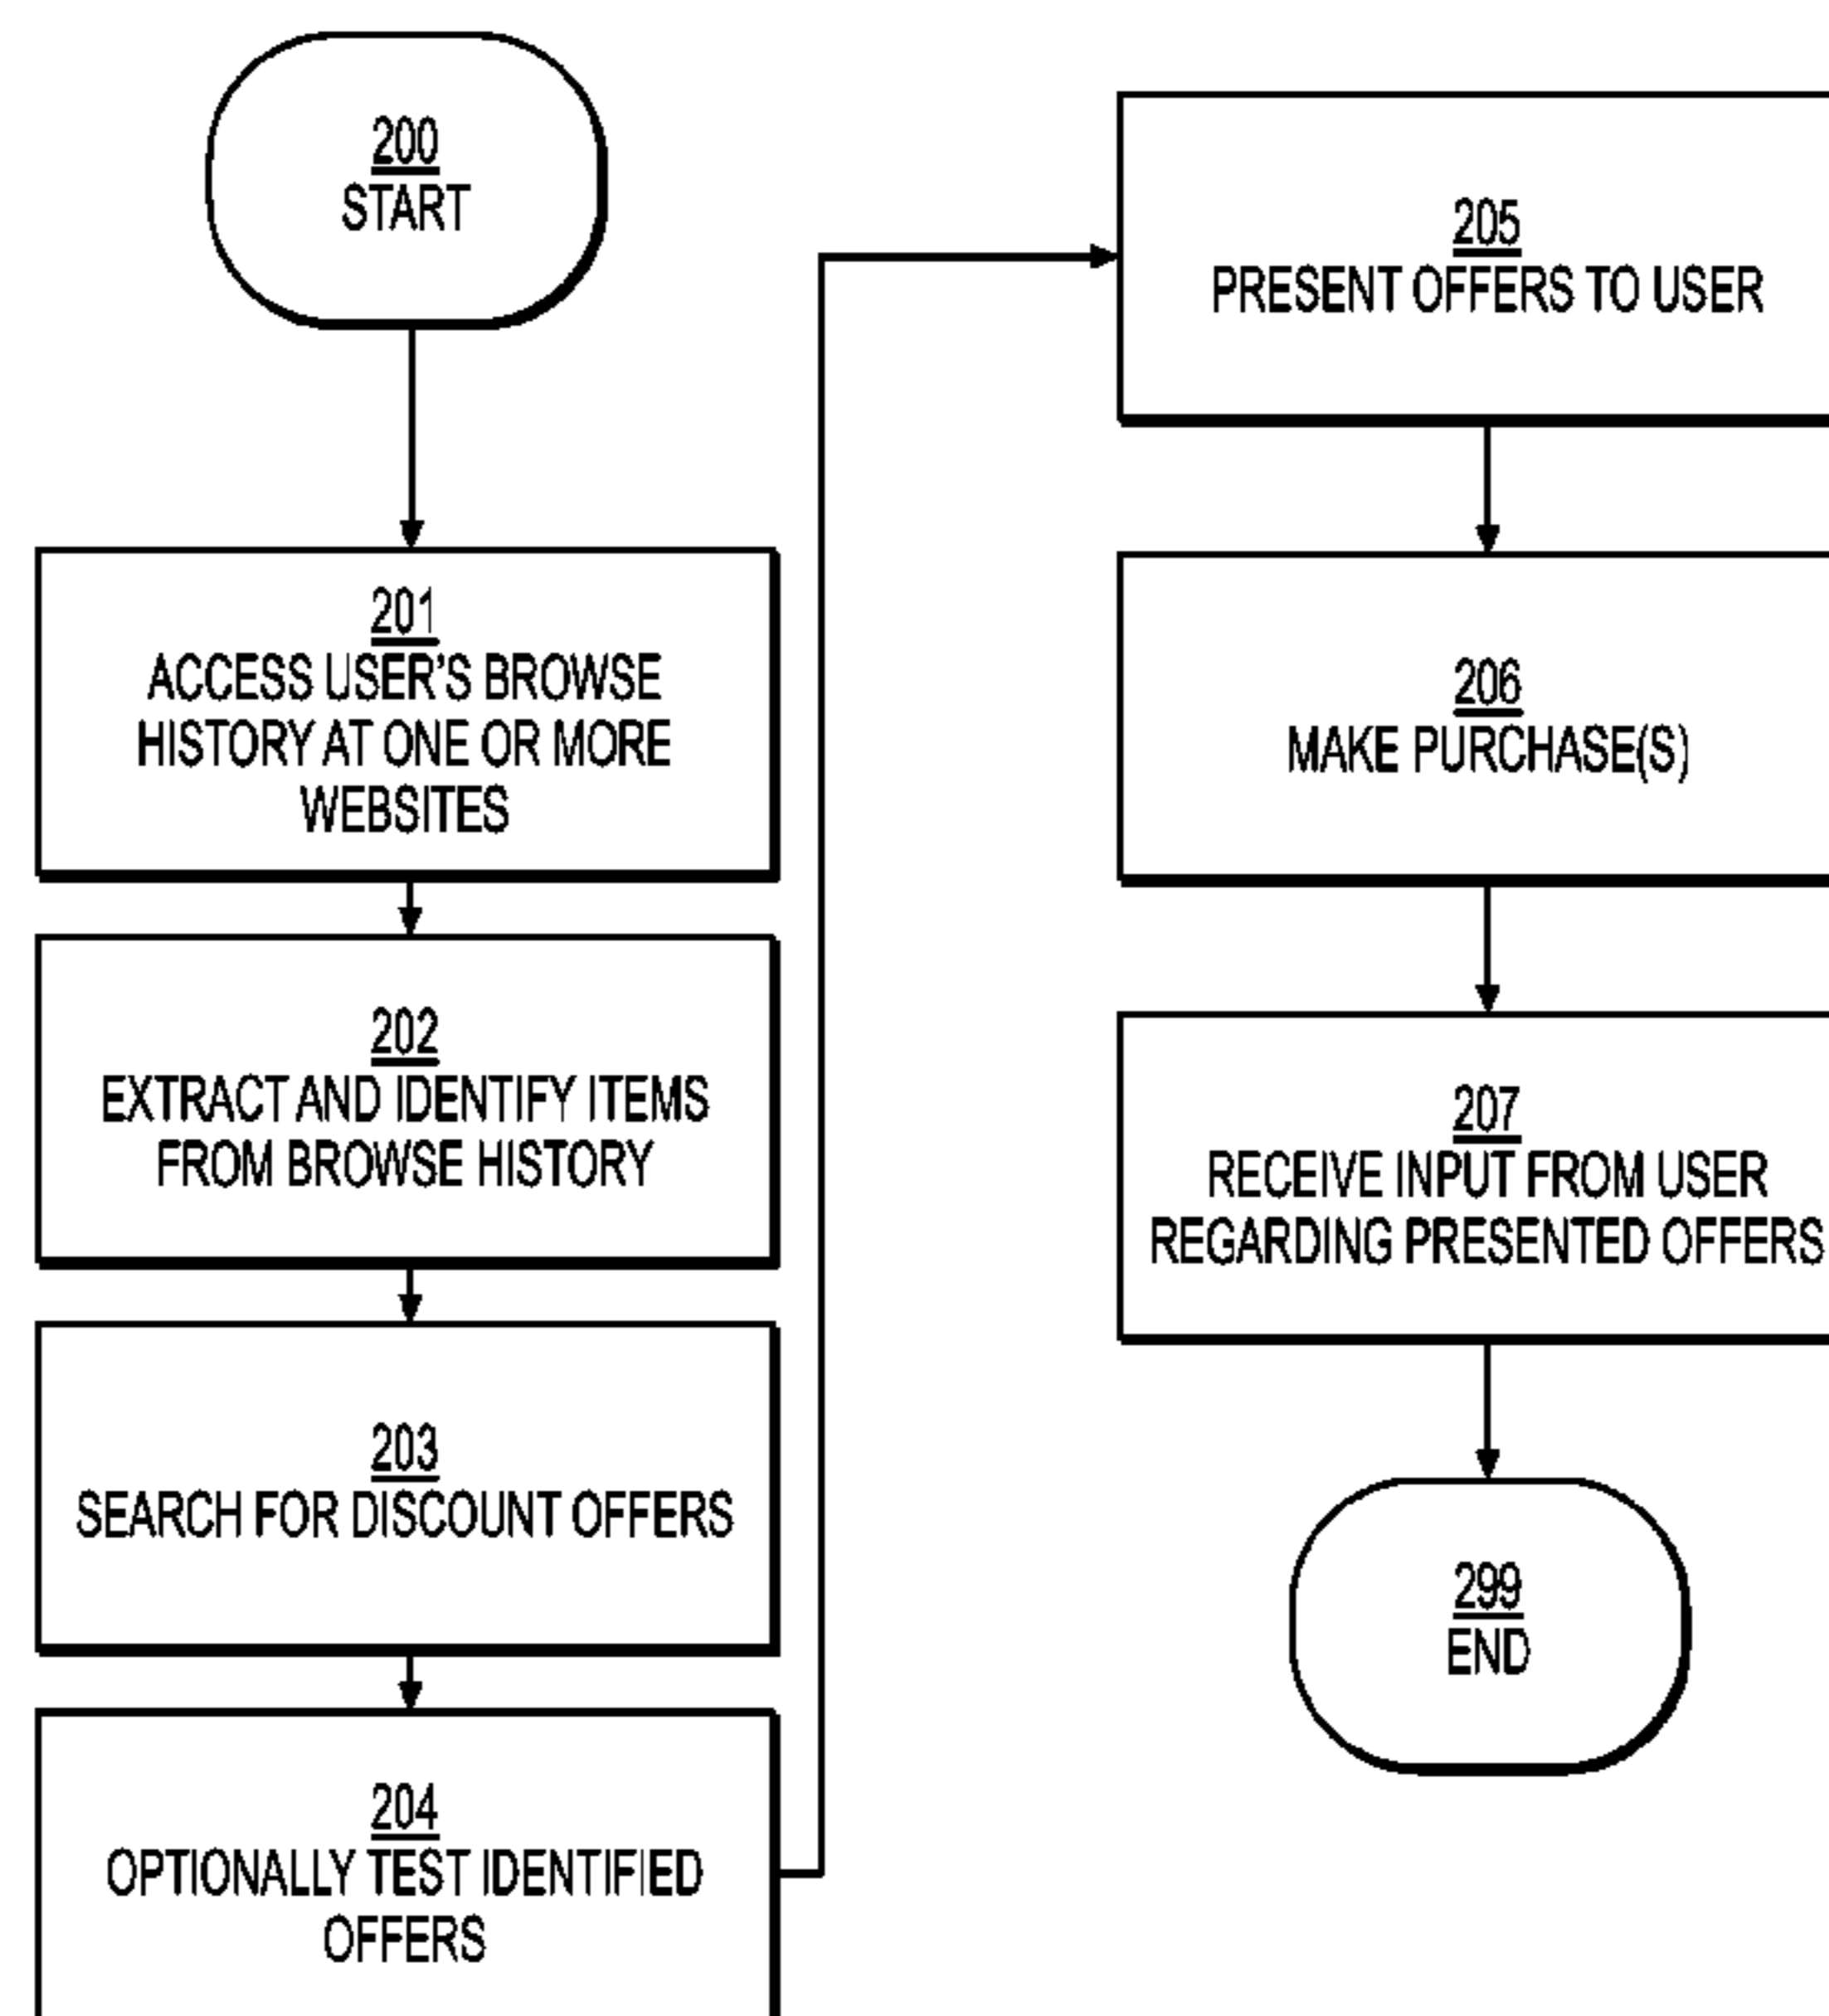 200
START
201
ACCESS USER'S BROWSE
HISTORY AT ONE OR MORE
WEBSITES
202
EXTRACT AND IDENTIFY ITEMS
FROM BROWSE HISTORY
203
SEARCH FOR DISCOUNT OFFERS
204
OPTIONALLY TEST IDENTIFIED
OFFERS
205
PRESENT OFFERS TO USER
206
MAKE PURCHASE(S)
207
RECEIVE INPUT FROM USER
REGARDING PRESENTED OFFERS
299
END